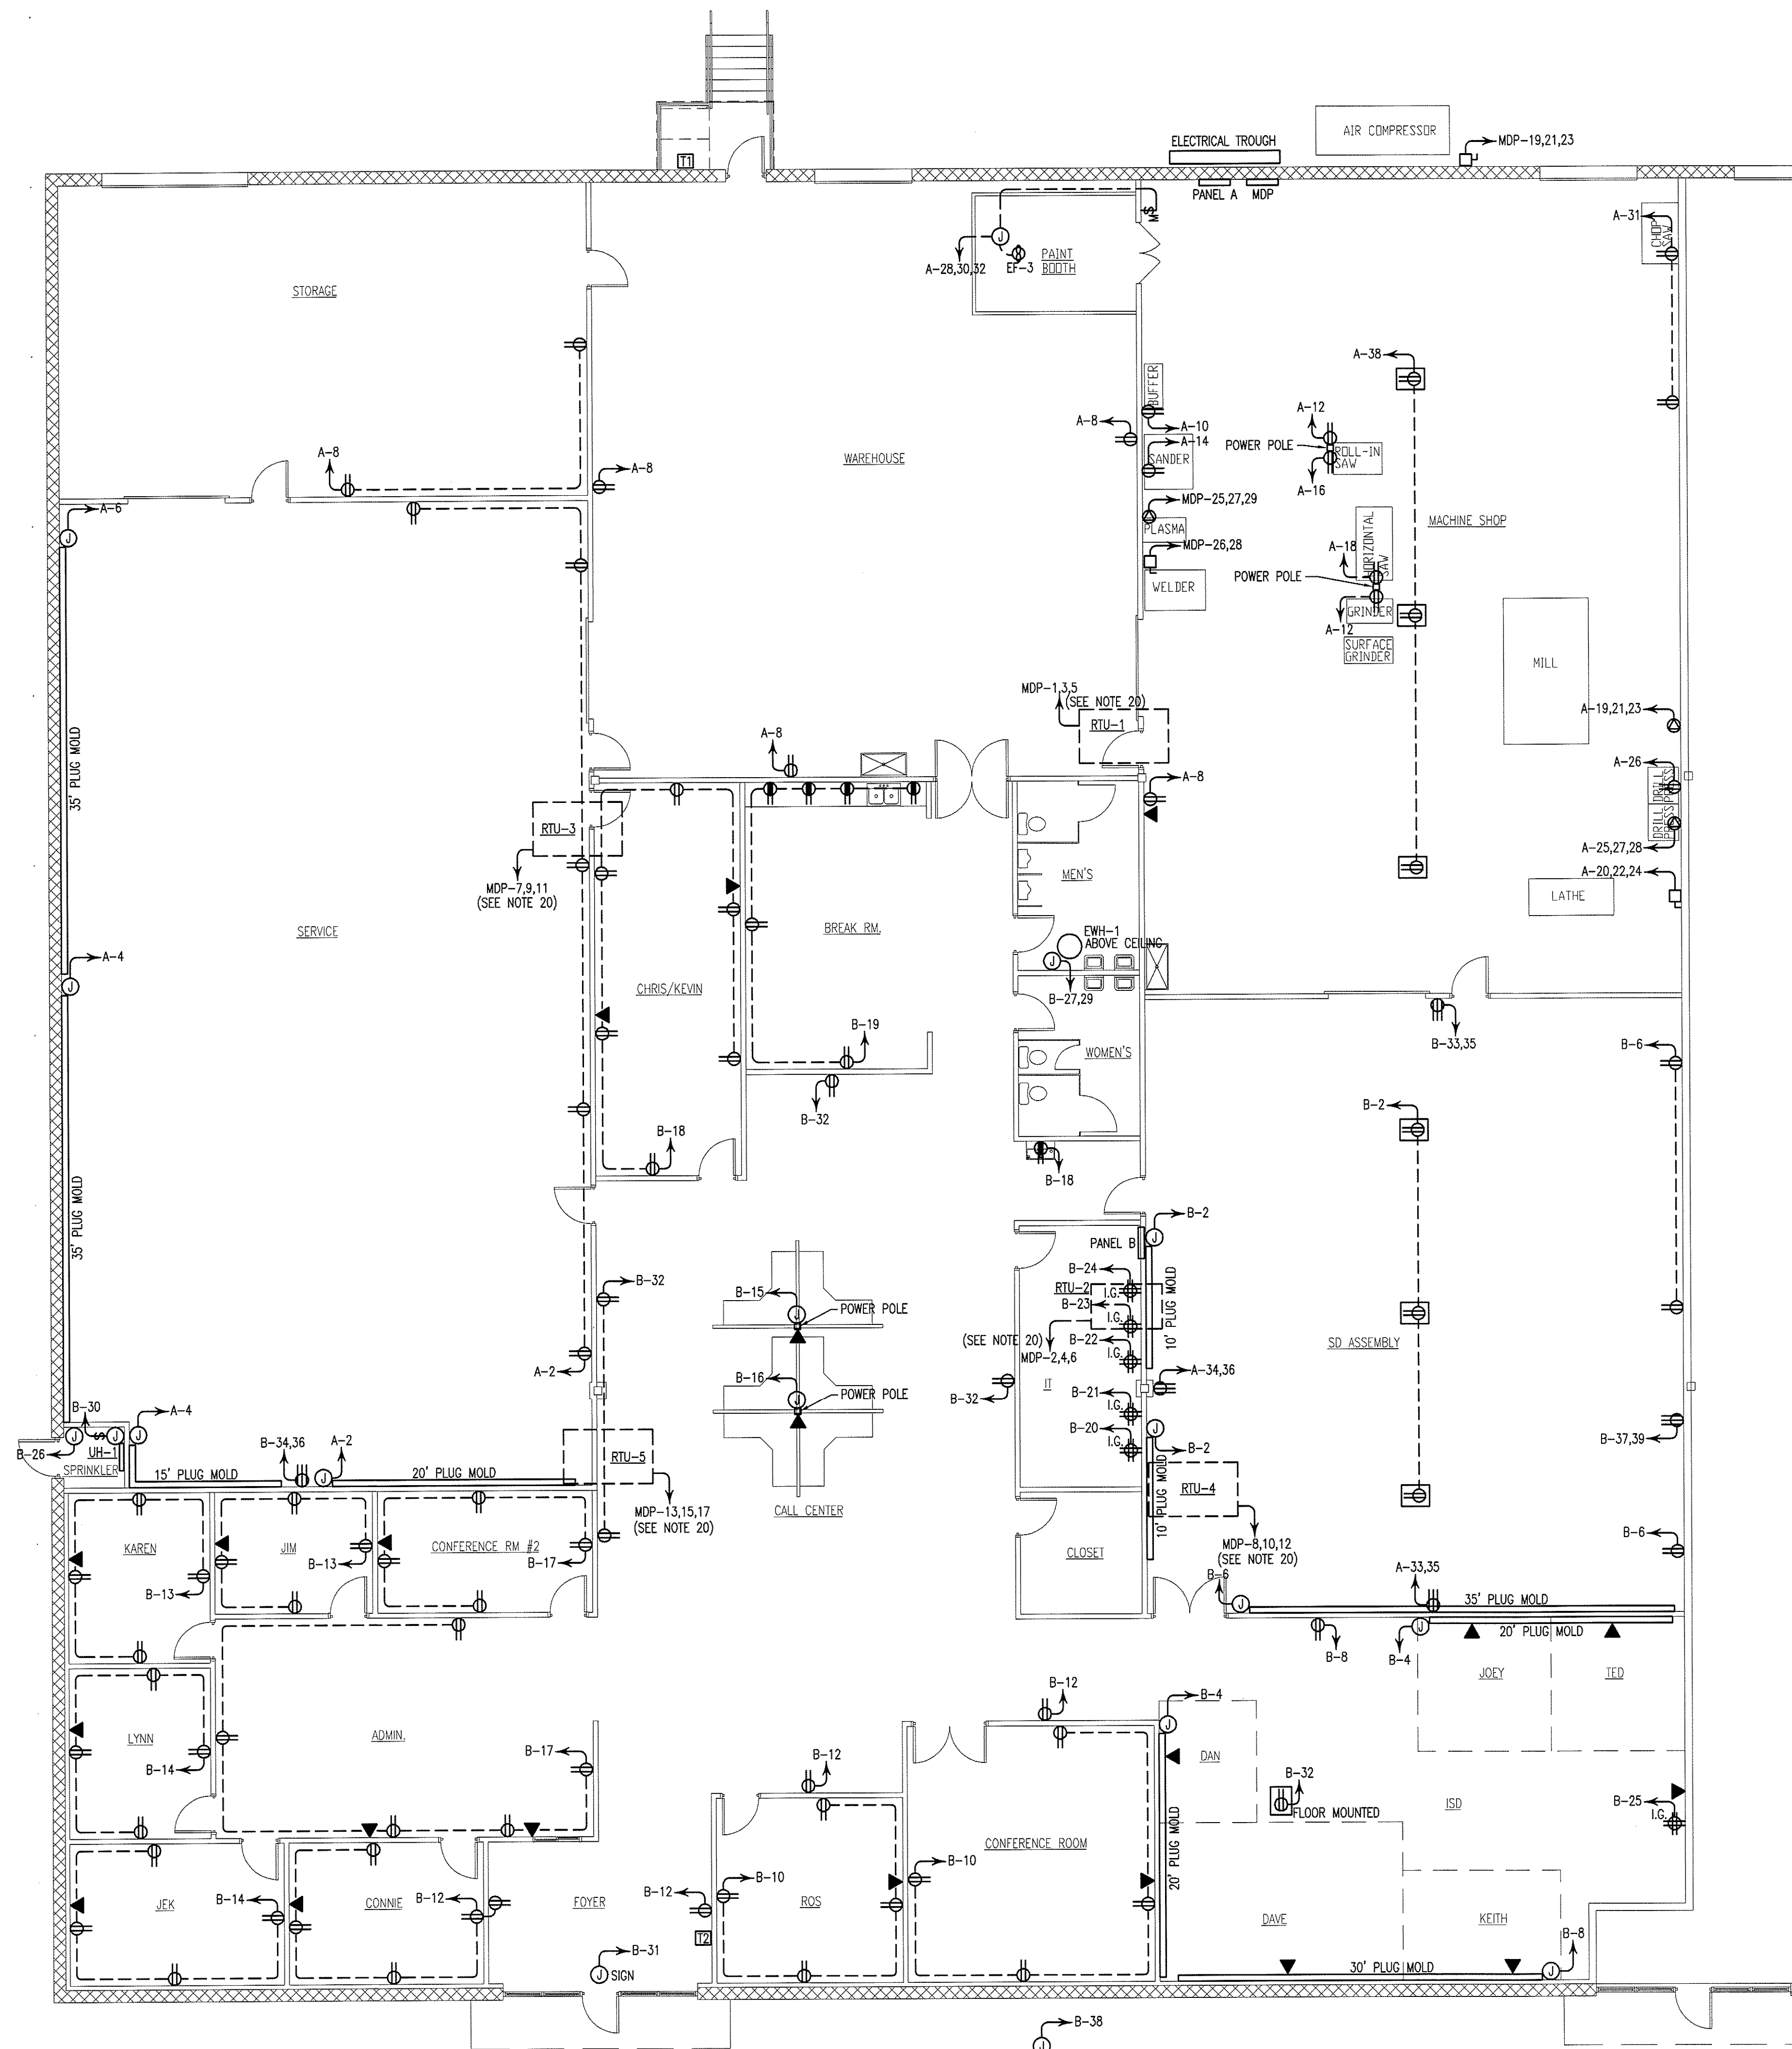 AIR COMPRESSOR
MDP-19,21,23
ELECTRICAL TROUGH
T1
PANEL A
MDP
M
$
A-31
CHOP
SAW
J
A-28,30,32
EF-3
PAINT
BOOTH
STORAGE
A-38
BUFFER
A-12
A-8
A-10
A-14
POWER POLE
ROLL-IN
SAW
SANDER
A-8
A-8
WAREHOUSE
A-16
MDP-25,27,29
A-6
J
PLASMA
MACHINE SHOP
HORIZONTAL
SAW
MDP-26,28
A-18
POWER POLE
WELDER
GRINDER
A-12
SURFACE
GRINDER
MILL
MDP-1,3,5
(SEE NOTE 20)
RTU-1
A-19,21,23
A-8
35' PLUG MOLD
A-26
A-8
DRILL
PRESS
DRILL
PRESS
RTU-3
A-25,27,28
MDP-7,9,11
(SEE NOTE 20)
MEN'S
A-20,22,24
LATHE
SERVICE
BREAK RM.
EWH-1
ABOVE CEILING
A-4
J
J
CHRIS/KEVIN
B-27,29
B-19
B-33,35
B-6
WOMEN'S
B-32
B-2
B-18
B-18
35' PLUG MOLD
B-2
J
PANEL B
B-24
B-32
RTU-2
I.G.
B-15
J
POWER POLE
B-23
I.G.
10' PLUG MOLD
(SEE NOTE 20)
MDP-2,4,6
B-22
I.G.
SD ASSEMBLY
A-2
B-16
J
POWER POLE
IT
B-32
A-34,36
B-21
I.G.
B-30
A-4
B-20
I.G.
J
B-2
B-37,39
B-26
J
$
J
J
UH-1
SPRINKLER
B-34,36
A-2
J
15' PLUG MOLD
20' PLUG MOLD
RTU-5
MDP-13,15,17
(SEE NOTE 20)
CALL CENTER
10' PLUG MOLD
RTU-4
MDP-8,10,12
(SEE NOTE 20)
B-6
KAREN
JIM
CONFERENCE RM #2
B-13
B-13
B-17
CLOSET
B-6
J
A-33,35
35' PLUG MOLD
20' PLUG MOLD
B-8
B-4
J
JOEY
TED
LYNN
B-14
ADMIN.
B-17
B-12
B-4
J
B-12
DAN
B-32
FLOOR MOUNTED
ISD
B-25
I.G.
20' PLUG MOLD
CONFERENCE ROOM
JEK
B-14
CONNIE
B-12
FOYER
B-12
B-10
ROS
B-10
T2
DAVE
KEITH
B-31
J
SIGN
B-8
J
30' PLUG MOLD
B-38
J